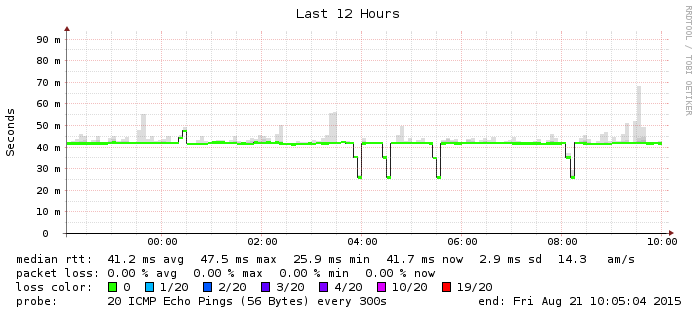 Last 12 Hours
RRDTOOL / TOBI OETIKER
Seconds
90 m
80 m
70 m
60 m
50 m
40 m
30 m
20 m
10 m
0
00:00 02:00 04:00 06:00 08:00 10:00
median rtt: 41.2 ms avg 47.5 ms max 25.9 ms min 41.7 ms now 2.9 ms sd 14.3 am/s
packet loss: 0.00 % avg 0.00 % max 0.00 % min 0.00 % now
loss color: 0 1/20 2/20 3/20 4/20 10/20 19/20
probe: 20 ICMP Echo Pings (56 Bytes) every 300s end: Fri Aug 21 10:05:04 2015